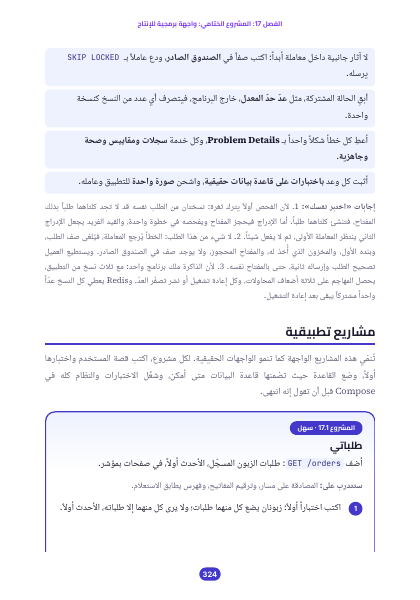 الفصل 17: المشروع الختامي: واجهة برمجية للإنتاج
لا آثار جانبية داخل معاملة أبداً: اكتب صفاً في الصندوق الصادر، ودع عاملاً بـ SKIP LOCKED
يرسله.
أبقِ الحالة المشتركة، مثل عدّ حدّ المعدل، خارج البرنامج، فيتصرف أي عدد من النسخ كنسخة
واحدة.
أعطِ كل خطأ شكلاً واحداً بـ Problem Details، وكل خدمة سجلات ومقاييس وصحة
وجاهزية.
أثبت كل وعد باختبارات على قاعدة بيانات حقيقية، واشحن صورة واحدة للتطبيق وعامله.
إجابات «اختبر نفسك»: 1. لأن الفحص أولاً يترك ثغرة: نسختان من الطلب نفسه قد لا تجد كلتاهما طلباً بذلك
المفتاح، فتنشئ كلتاهما طلباً. أما الإدراج فيحجز المفتاح ويفحصه في خطوة واحدة، والقيد الفريد يجعل الإدراج
الثاني ينتظر المعاملة الأولى، ثم لا يفعل شيئاً. 2. لا شيء من هذا الطلب: الخطأ يُرجع المعاملة، فيُلغى صف الطلب،
وبنده الأول، والمخزون الذي أُخذ له، والمفتاح المحجوز، ولا يوجد صف في الصندوق الصادر. ويستطيع العميل
تصحيح الطلب وإرساله ثانية، حتى بالمفتاح نفسه. 3. لأن الذاكرة ملك برنامج واحد: مع ثلاث نسخ من التطبيق،
يحصل المهاجم على ثلاثة أضعاف المحاولات، وكل إعادة تشغيل أو نشر تصفّر العدّ. وRedis يعطي كل النسخ عدّاً
واحداً مشتركاً يبقى بعد إعادة التشغيل.
مشاريع تطبيقية
تُنمّي هذه المشاريع الواجهة كما تنمو الواجهات الحقيقية. لكل مشروع، اكتب قصة المستخدم واختبارها
أولاً، وضع القاعدة حيث تضمنها قاعدة البيانات متى أمكن، وشغّل الاختبارات والنظام كله في
Compose قبل أن تقول إنه انتهى.
المشروع 17.1 · سهل
طلباتي
أضف GET /orders: طلبات الزبون المسجّل، الأحدث أولاً، في صفحات بمؤشر.
ستتدرب على: المصادقة على مسار، وترقيم المفاتيح، وفهرس يطابق الاستعلام.
1 اكتب اختباراً أولاً: زبونان يضع كل منهما طلبات؛ ولا يرى كل منهما إلا طلباته، الأحدث أولاً.
324